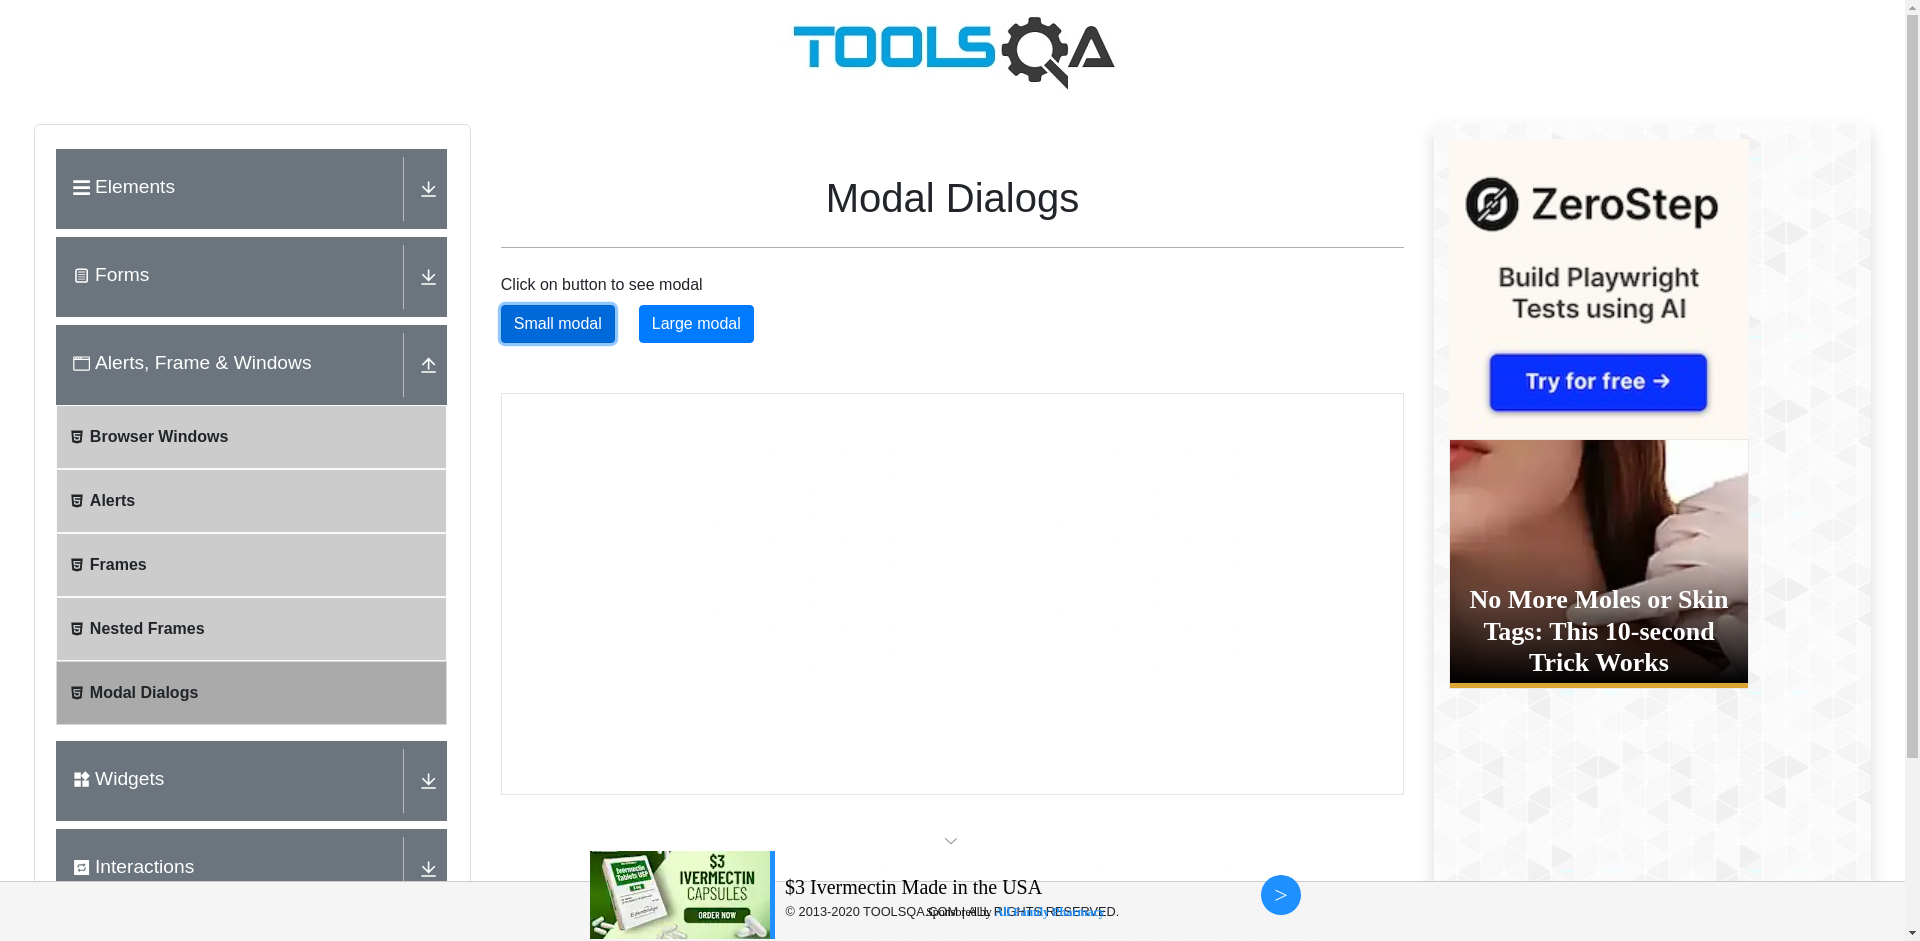 TOOLSQA
Elements
Forms
Alerts, Frame & Windows
Browser Windows
Alerts
Frames
Nested Frames
Modal Dialogs
Widgets
Interactions
Modal Dialogs
Click on button to see modal
Small modal
Large modal
ZeroStep
Build Playwright
Tests using AI
Try for free →
No More Moles or Skin
Tags: This 10-second
Trick Works
$3
IVERMECTIN
CAPSULES
ORDER NOW
Ivermectin
Tablets USP
$3 Ivermectin Made in the USA
© 2013-2020 TOOLSQA.COM | ALL RIGHTS RESERVED.
>